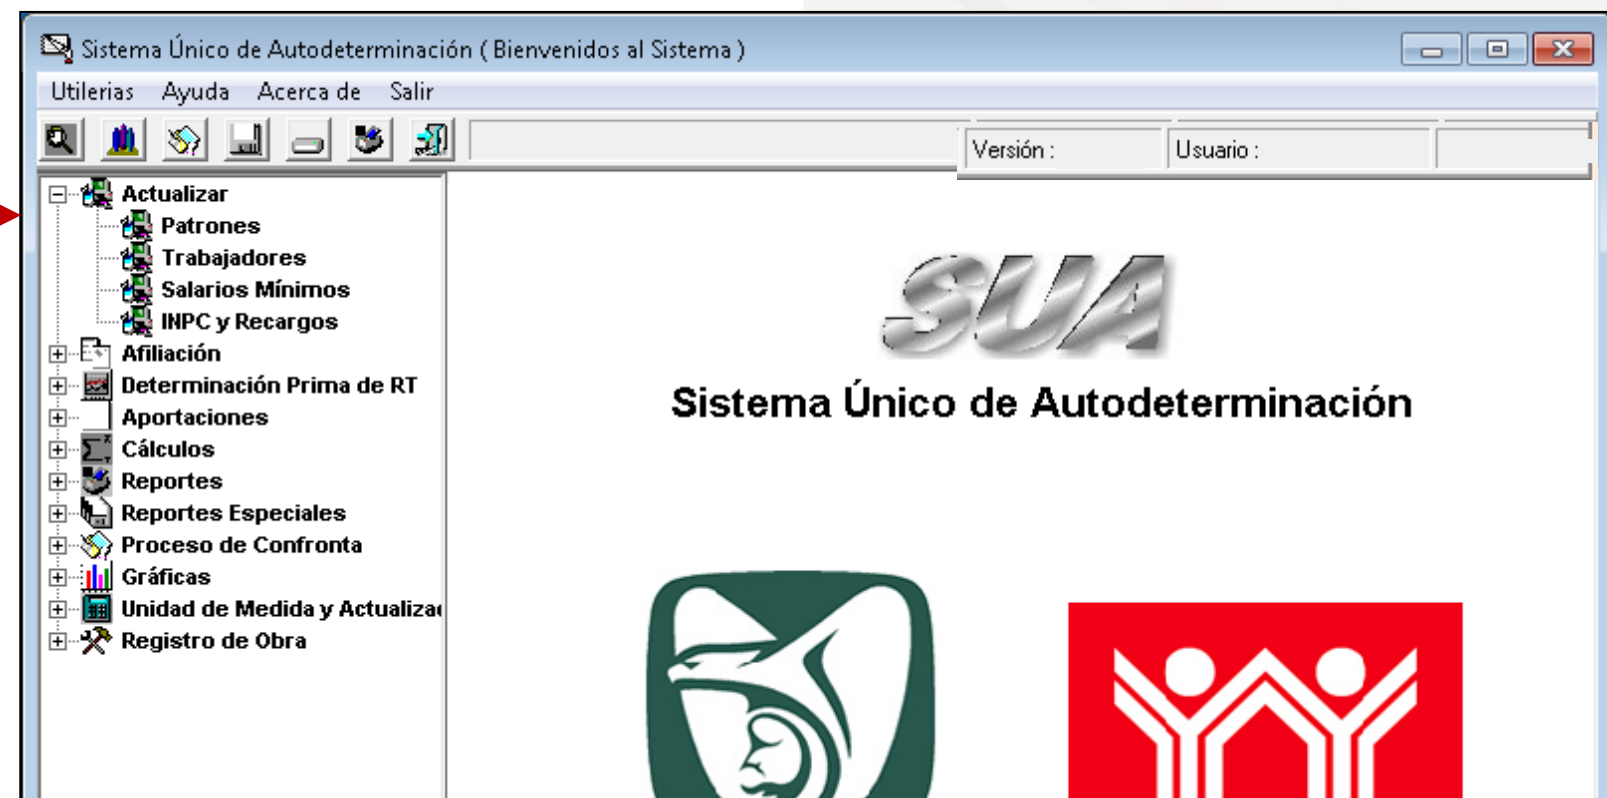 Sistema Único de Autodeterminación ( Bienvenidos al Sistema )
Utilerias Ayuda Acerca de Salir
Versión : Usuario :
Actualizar
Patrones
Trabajadores
Salarios Mínimos
INPC y Recargos
Afiliación
Determinación Prima de RT
Aportaciones
Cálculos
Reportes
Reportes Especiales
Proceso de Confronta
Gráficas
Unidad de Medida y Actualiza
Registro de Obra
SUA
Sistema Único de Autodeterminación